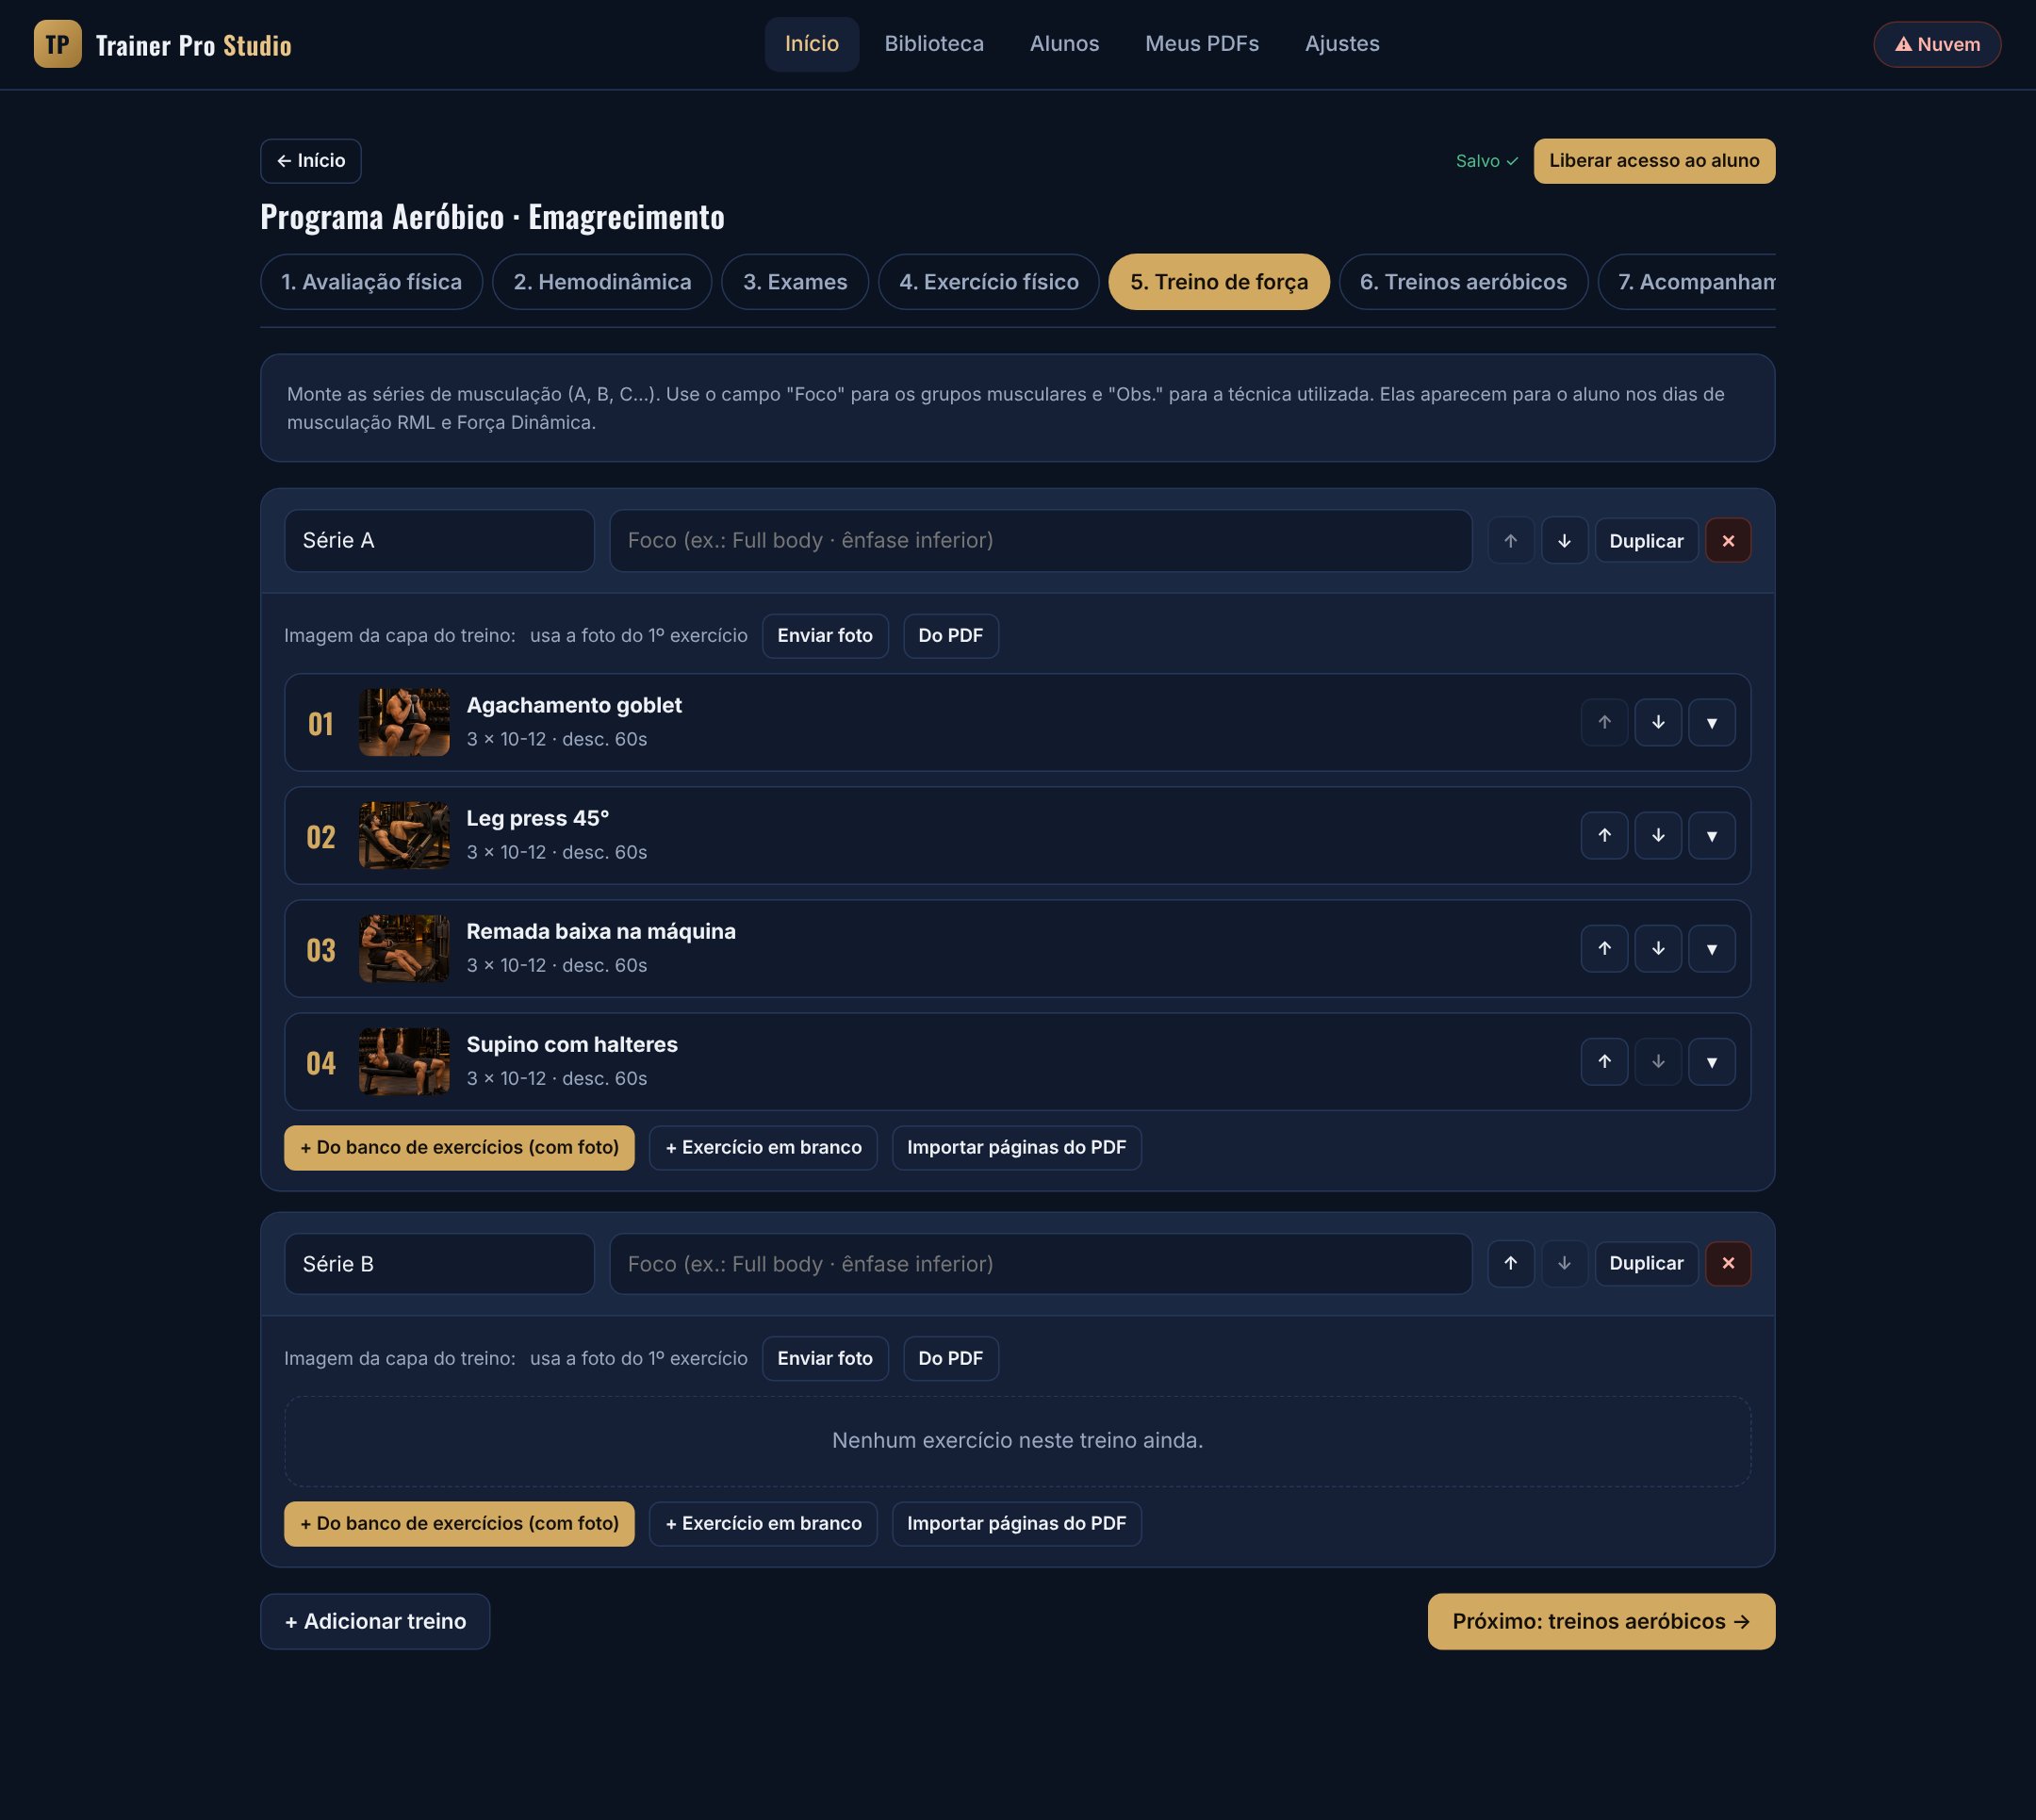 TP Trainer Pro Studio
Início Biblioteca Alunos Meus PDFs Ajustes
⚠ Nuvem
← Início
Salvo ✓
Liberar acesso ao aluno
Programa Aeróbico · Emagrecimento
1. Avaliação física 2. Hemodinâmica 3. Exames 4. Exercício físico 5. Treino de força 6. Treinos aeróbicos 7. Acompanham
Monte as séries de musculação (A, B, C...). Use o campo "Foco" para os grupos musculares e "Obs." para a técnica utilizada. Elas aparecem para o aluno nos dias de
musculação RML e Força Dinâmica.
Série A Foco (ex.: Full body · ênfase inferior) ↑ ↓ Duplicar ✕
Imagem da capa do treino: usa a foto do 1º exercício Enviar foto Do PDF
01 Agachamento goblet
3 × 10-12 · desc. 60s
↑ ↓ ▼
02 Leg press 45°
3 × 10-12 · desc. 60s
↑ ↓ ▼
03 Remada baixa na máquina
3 × 10-12 · desc. 60s
↑ ↓ ▼
04 Supino com halteres
3 × 10-12 · desc. 60s
↑ ↓ ▼
+ Do banco de exercícios (com foto) + Exercício em branco Importar páginas do PDF
Série B Foco (ex.: Full body · ênfase inferior) ↑ ↓ Duplicar ✕
Imagem da capa do treino: usa a foto do 1º exercício Enviar foto Do PDF
Nenhum exercício neste treino ainda.
+ Do banco de exercícios (com foto) + Exercício em branco Importar páginas do PDF
+ Adicionar treino
Próximo: treinos aeróbicos →